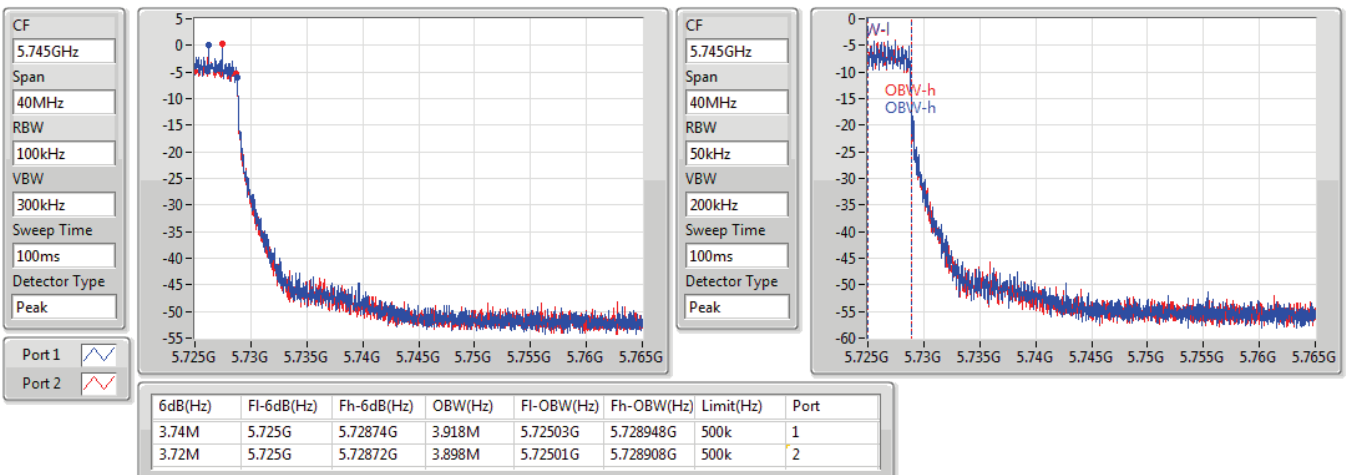 CF
5.745GHz
Span
40MHz
RBW
100kHz
VBW
300kHz
Sweep Time
100ms
Detector Type
Peak
Port 1
Port 2
5
0
-5
-10
-15
-20
-25
-30
-35
-40
-45
-50
-55
5.725G 5.73G 5.735G 5.74G 5.745G 5.75G 5.755G 5.76G 5.765G
CF
5.745GHz
Span
40MHz
RBW
50kHz
VBW
200kHz
Sweep Time
100ms
Detector Type
Peak
0
-5
-10
-15
-20
-25
-30
-35
-40
-45
-50
-55
-60
W-l
OBW-h
OBW-h
5.725G 5.73G 5.735G 5.74G 5.745G 5.75G 5.755G 5.76G 5.765G
6dB(Hz) Fl-6dB(Hz) Fh-6dB(Hz) OBW(Hz) Fl-OBW(Hz) Fh-OBW(Hz) Limit(Hz) Port
3.74M 5.725G 5.72874G 3.918M 5.72503G 5.728948G 500k 1
3.72M 5.725G 5.72872G 3.898M 5.72501G 5.728908G 500k 2